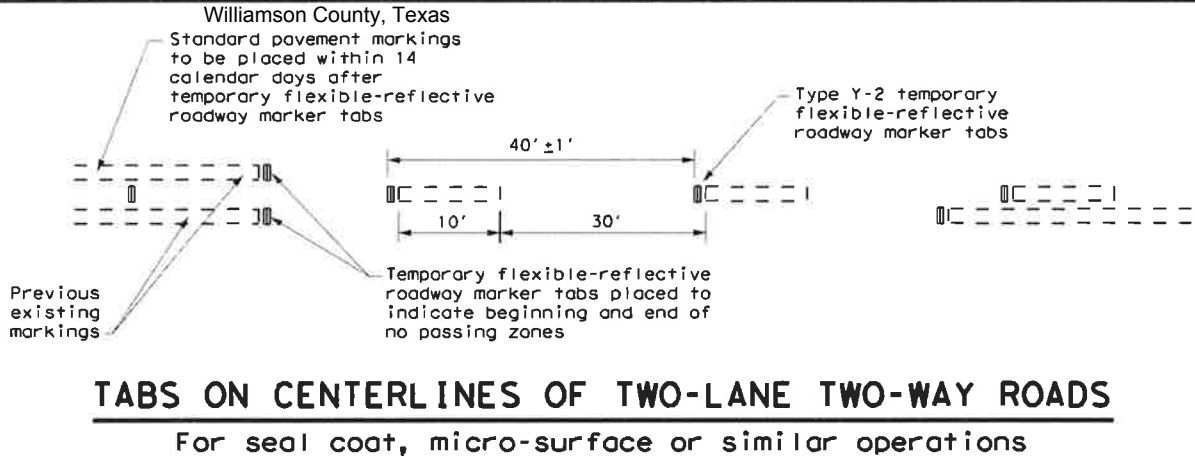 Williamson County, Texas
Standard pavement markings
to be placed within 14
calendar days after
temporary flexible-reflective
roadway marker tabs
Type Y-2 temporary
flexible-reflective
roadway marker tabs
40' ±1'
10'
30'
Previous
existing
markings
Temporary flexible-reflective
roadway marker tabs placed to
indicate beginning and end of
no passing zones
TABS ON CENTERLINES OF TWO-LANE TWO-WAY ROADS
For seal coat, micro-surface or similar operations